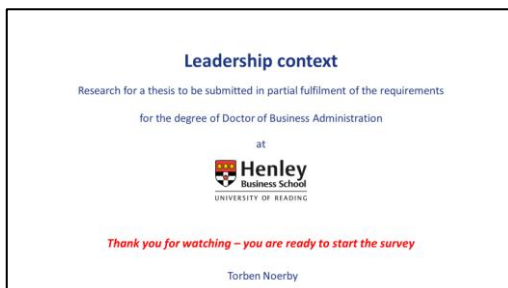 Leadership context
Research for a thesis to be submitted in partial fulfilment of the requirements
for the degree of Doctor of Business Administration
at
Henley
Business School
UNIVERSITY OF READING
Thank you for watching – you are ready to start the survey
Torben Noerby